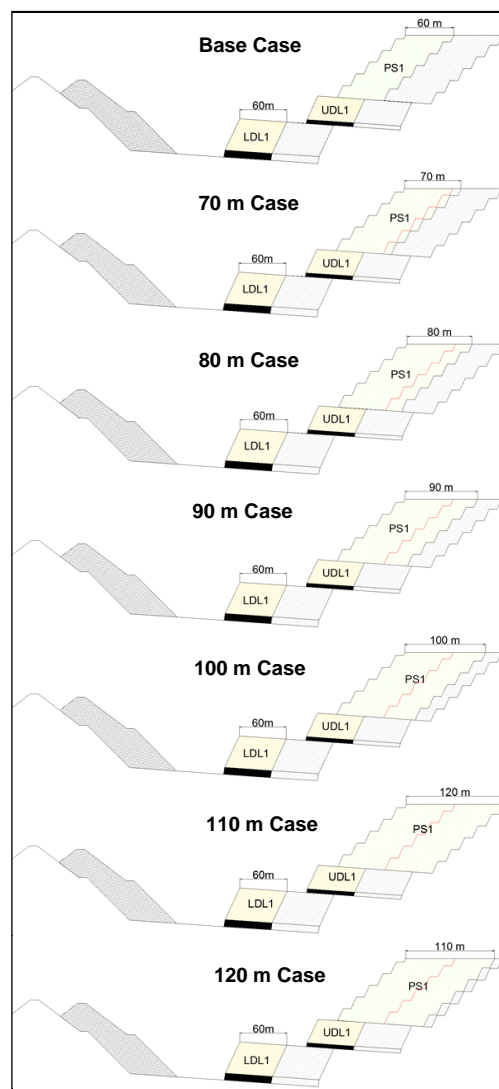 60 m
Base Case
PS1
60m
UDL1
LDL1
70 m
70 m Case
PS1
60m
UDL1
LDL1
80 m
80 m Case
PS1
60m
UDL1
LDL1
90 m
90 m Case
PS1
60m
UDL1
LDL1
100 m
100 m Case
PS1
60m
UDL1
LDL1
120 m
110 m Case
PS1
60m
UDL1
LDL1
110 m
120 m Case
PS1
60m
UDL1
LDL1